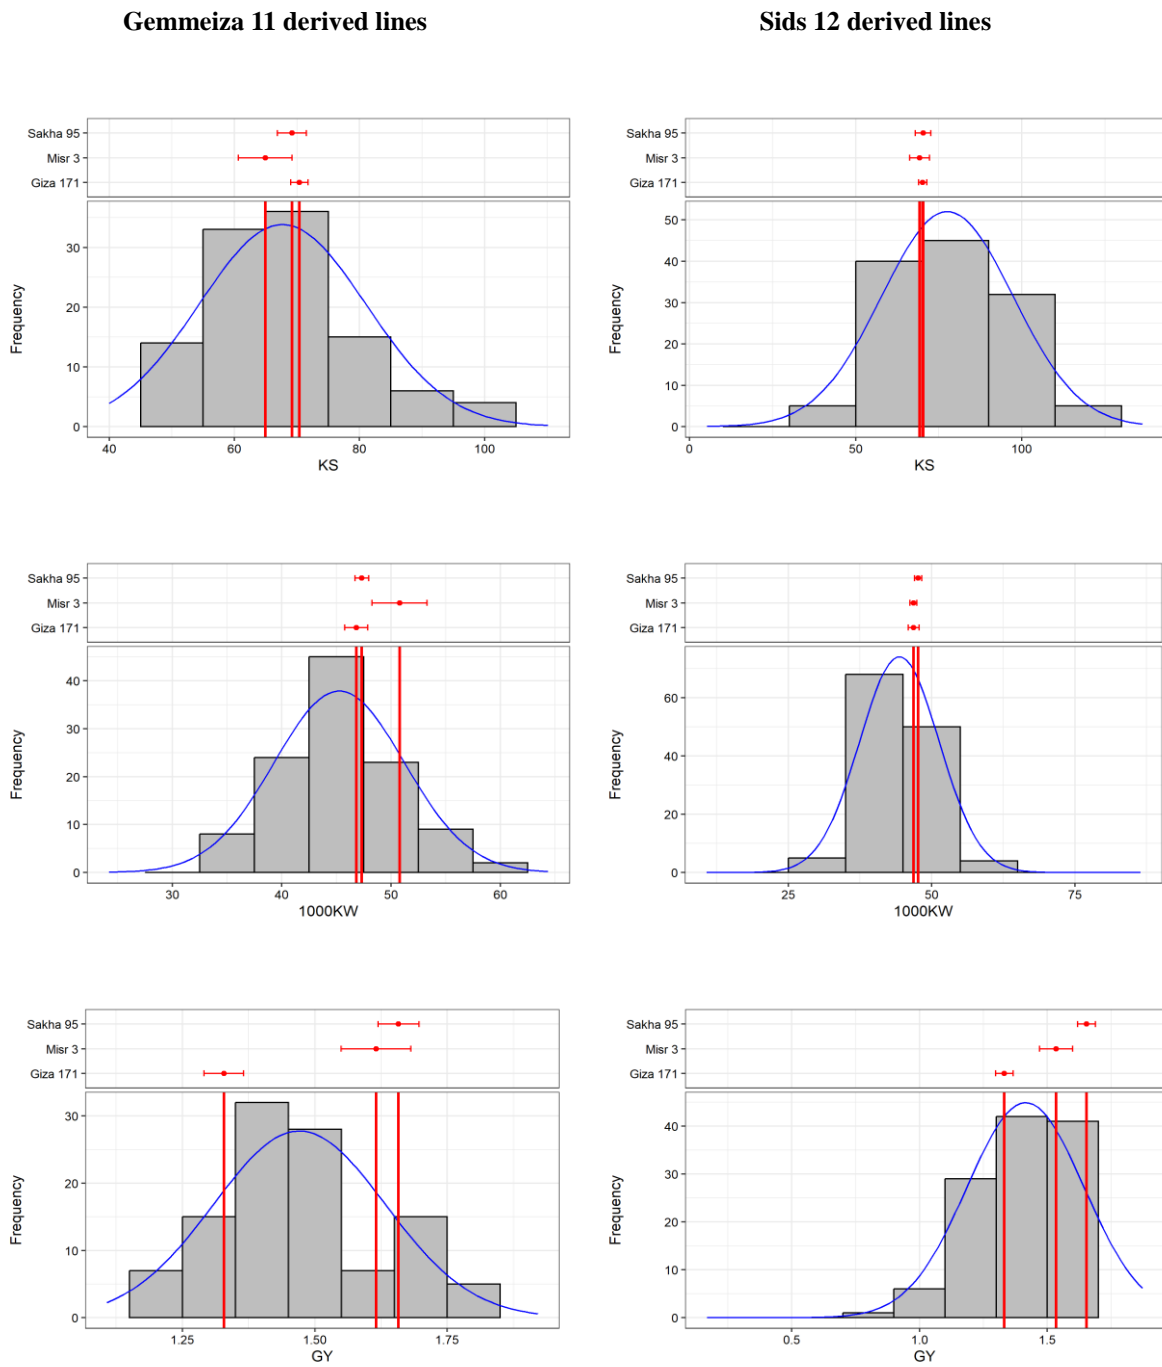 Gemmeiza 11 derived lines
Sids 12 derived lines
Sakha 95
Misr 3
Giza 171
30
20
10
0
Frequency
40
60
80
100
KS
Sakha 95
Misr 3
Giza 171
50
40
30
20
10
0
Frequency
0
50
100
KS
Sakha 95
Misr 3
Giza 171
40
30
20
10
0
Frequency
30
40
50
60
1000KW
Sakha 95
Misr 3
Giza 171
60
40
20
0
Frequency
25
50
75
1000KW
Sakha 95
Misr 3
Giza 171
30
20
10
0
Frequency
1.25
1.50
1.75
GY
Sakha 95
Misr 3
Giza 171
40
30
20
10
0
Frequency
0.5
1.0
1.5
GY